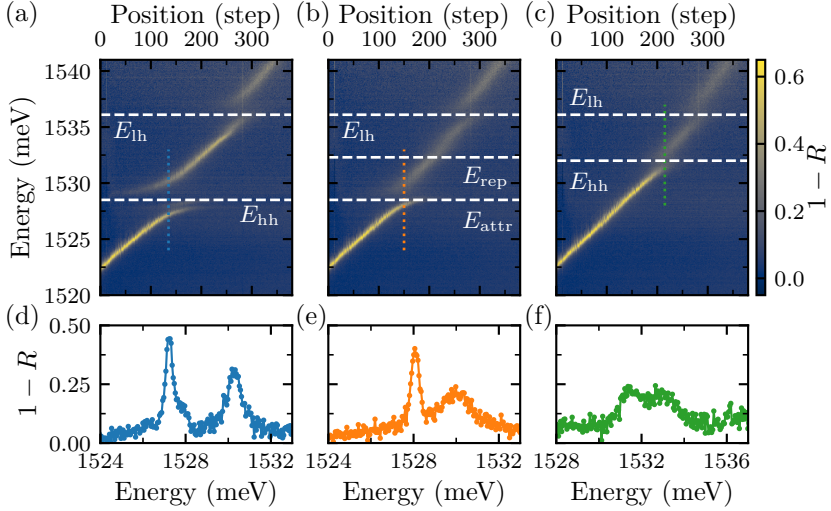 (a) Position (step) (b) Position (step) (c) Position (step)
0 100 200 300 0 100 200 300 0 100 200 300
1540
1535
1530
1525
1520
Energy (meV)
E_lh
E_hh
E_lh
E_rep
E_attr
E_lh
E_hh
0.6
0.4
0.2
0.0
1 − R
(d) (e) (f)
0.50
0.25
0.00
1 − R
1524 1528 1532 1524 1528 1532 1528 1532 1536
Energy (meV) Energy (meV) Energy (meV)